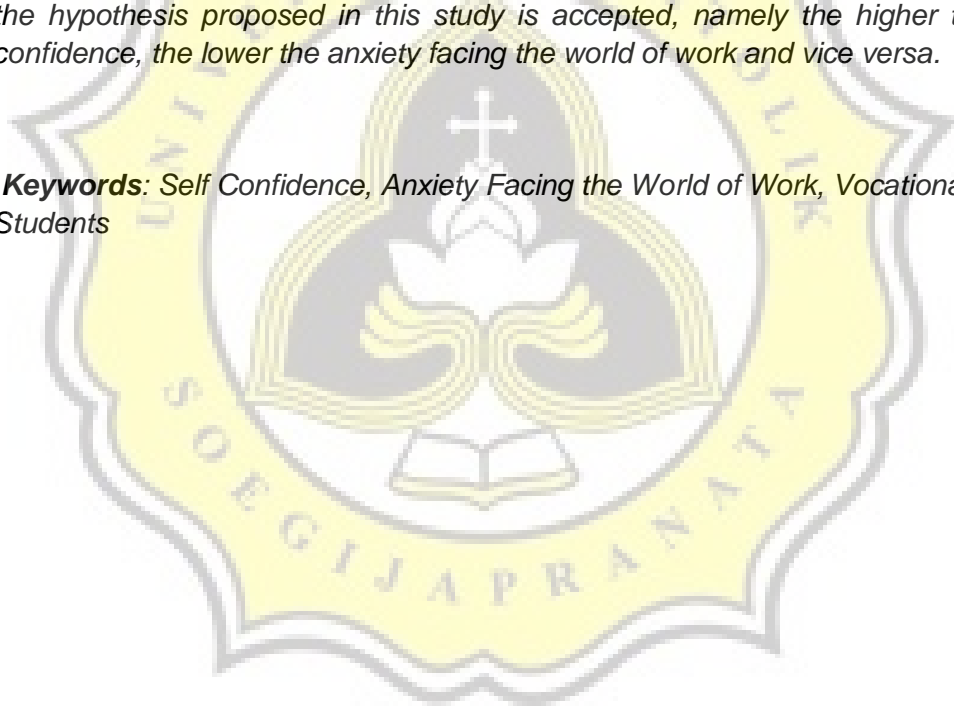 the hypothesis proposed in this study is accepted, namely the higher
confidence, the lower the anxiety facing the world of work and vice versa.
Keywords: Self Confidence, Anxiety Facing the World of Work,
Students
SOEGIJAPRANATA